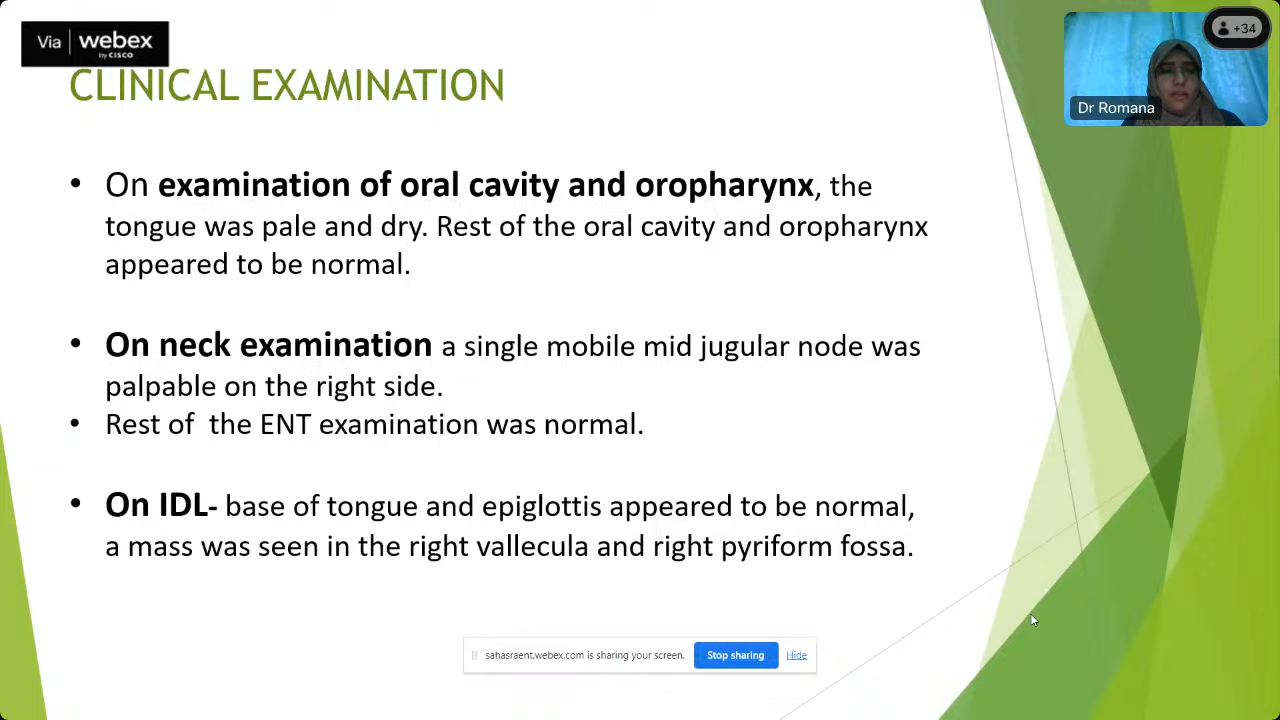 Via webex
by CISCO
+34
Dr Romana
CLINICAL EXAMINATION
• On examination of oral cavity and oropharynx, the
tongue was pale and dry. Rest of the oral cavity and oropharynx
appeared to be normal.
• On neck examination a single mobile mid jugular node was
palpable on the right side.
• Rest of  the ENT examination was normal.
• On IDL- base of tongue and epiglottis appeared to be normal,
a mass was seen in the right vallecula and right pyriform fossa.
sahasraent.webex.com is sharing your screen. Stop sharing Hide